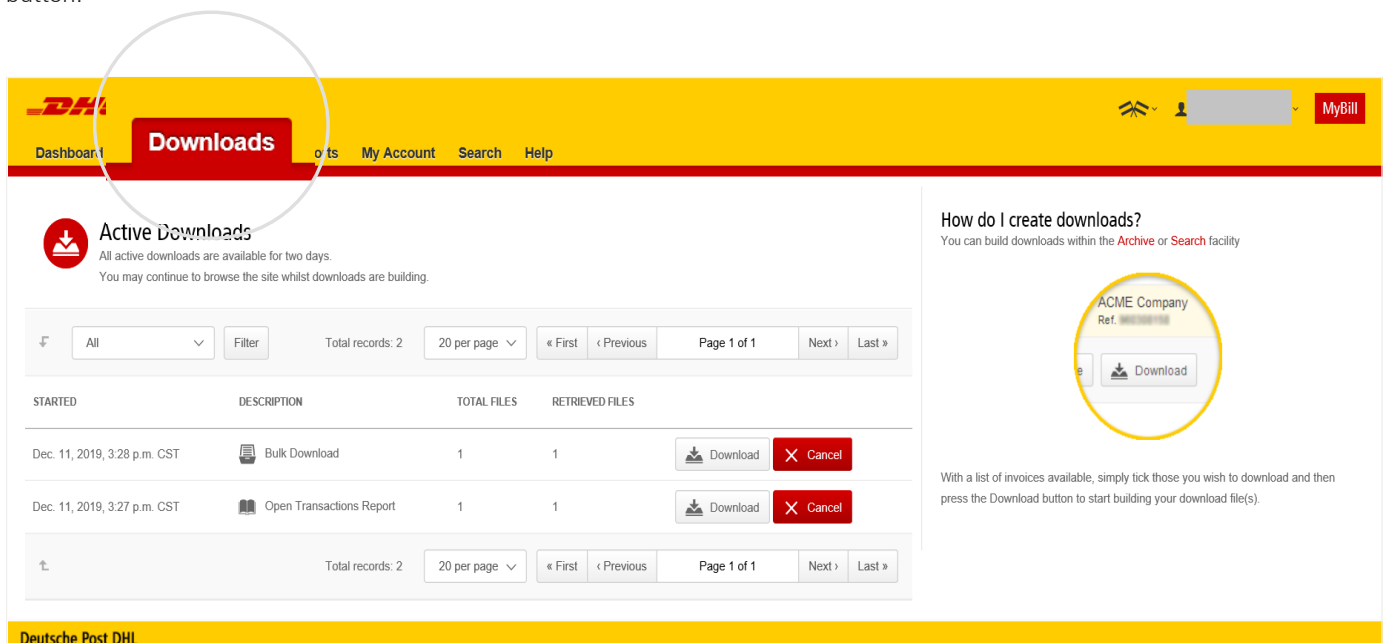 button.
DHL
MyBill
Dashboard Downloads My Account Search Help
Active Downloads
All active downloads are available for two days.
You may continue to browse the site whilst downloads are building.
All Filter Total records: 2 20 per page « First ‹ Previous Page 1 of 1 Next › Last »
STARTED DESCRIPTION TOTAL FILES RETRIEVED FILES
Dec. 11, 2019, 3:28 p.m. CST Bulk Download 1 1 Download Cancel
Dec. 11, 2019, 3:27 p.m. CST Open Transactions Report 1 1 Download Cancel
Total records: 2 20 per page « First ‹ Previous Page 1 of 1 Next › Last »
How do I create downloads?
You can build downloads within the Archive or Search facility
ACME Company
Ref.
Download
With a list of invoices available, simply tick those you wish to download and then
press the Download button to start building your download file(s).
Deutsche Post DHL